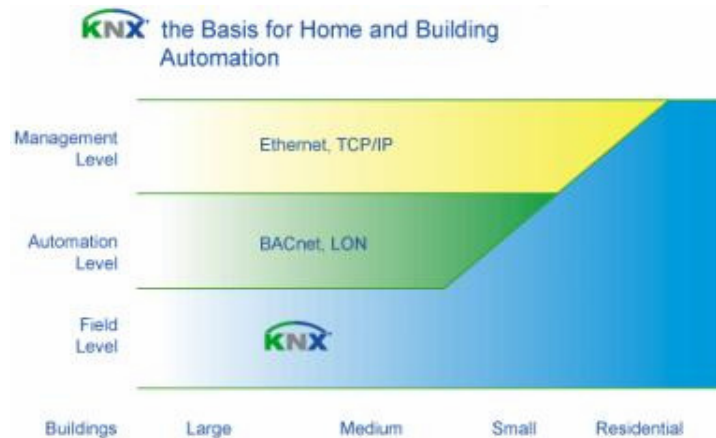 KNX the Basis for Home and Building
Automation
Management
Level
Ethernet, TCP/IP
Automation
Level
BACnet, LON
Field
Level
KNX
Buildings Large Medium Small Residential